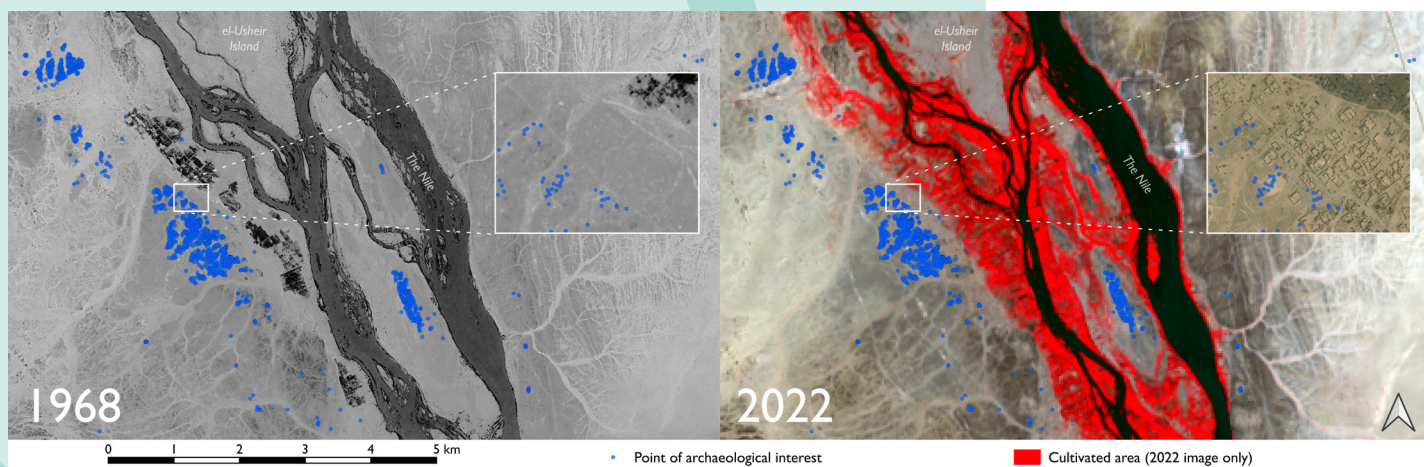 el-Usheir
Island
The Nile
1968
el-Usheir
Island
The Nile
2022
0 1 2 3 4 5 km
Point of archaeological interest
Cultivated area (2022 image only)